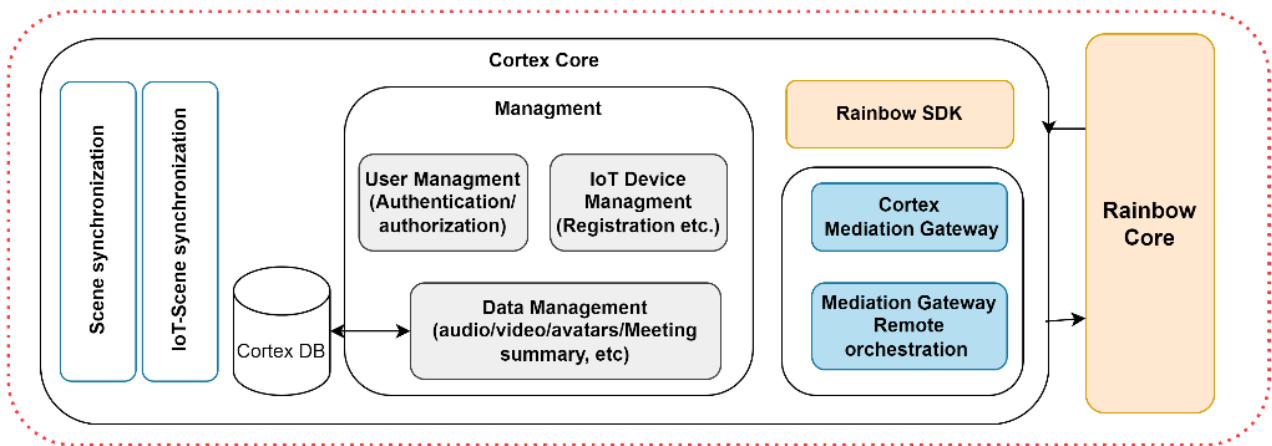 Cortex Core
Scene synchronization
IoT-Scene synchronization
Cortex DB
Managment
User Managment
(Authentication/
authorization)
IoT Device
Managment
(Registration etc.)
Data Management
(audio/video/avatars/Meeting
summary, etc)
Rainbow SDK
Cortex
Mediation Gateway
Mediation Gateway
Remote
orchestration
Rainbow
Core